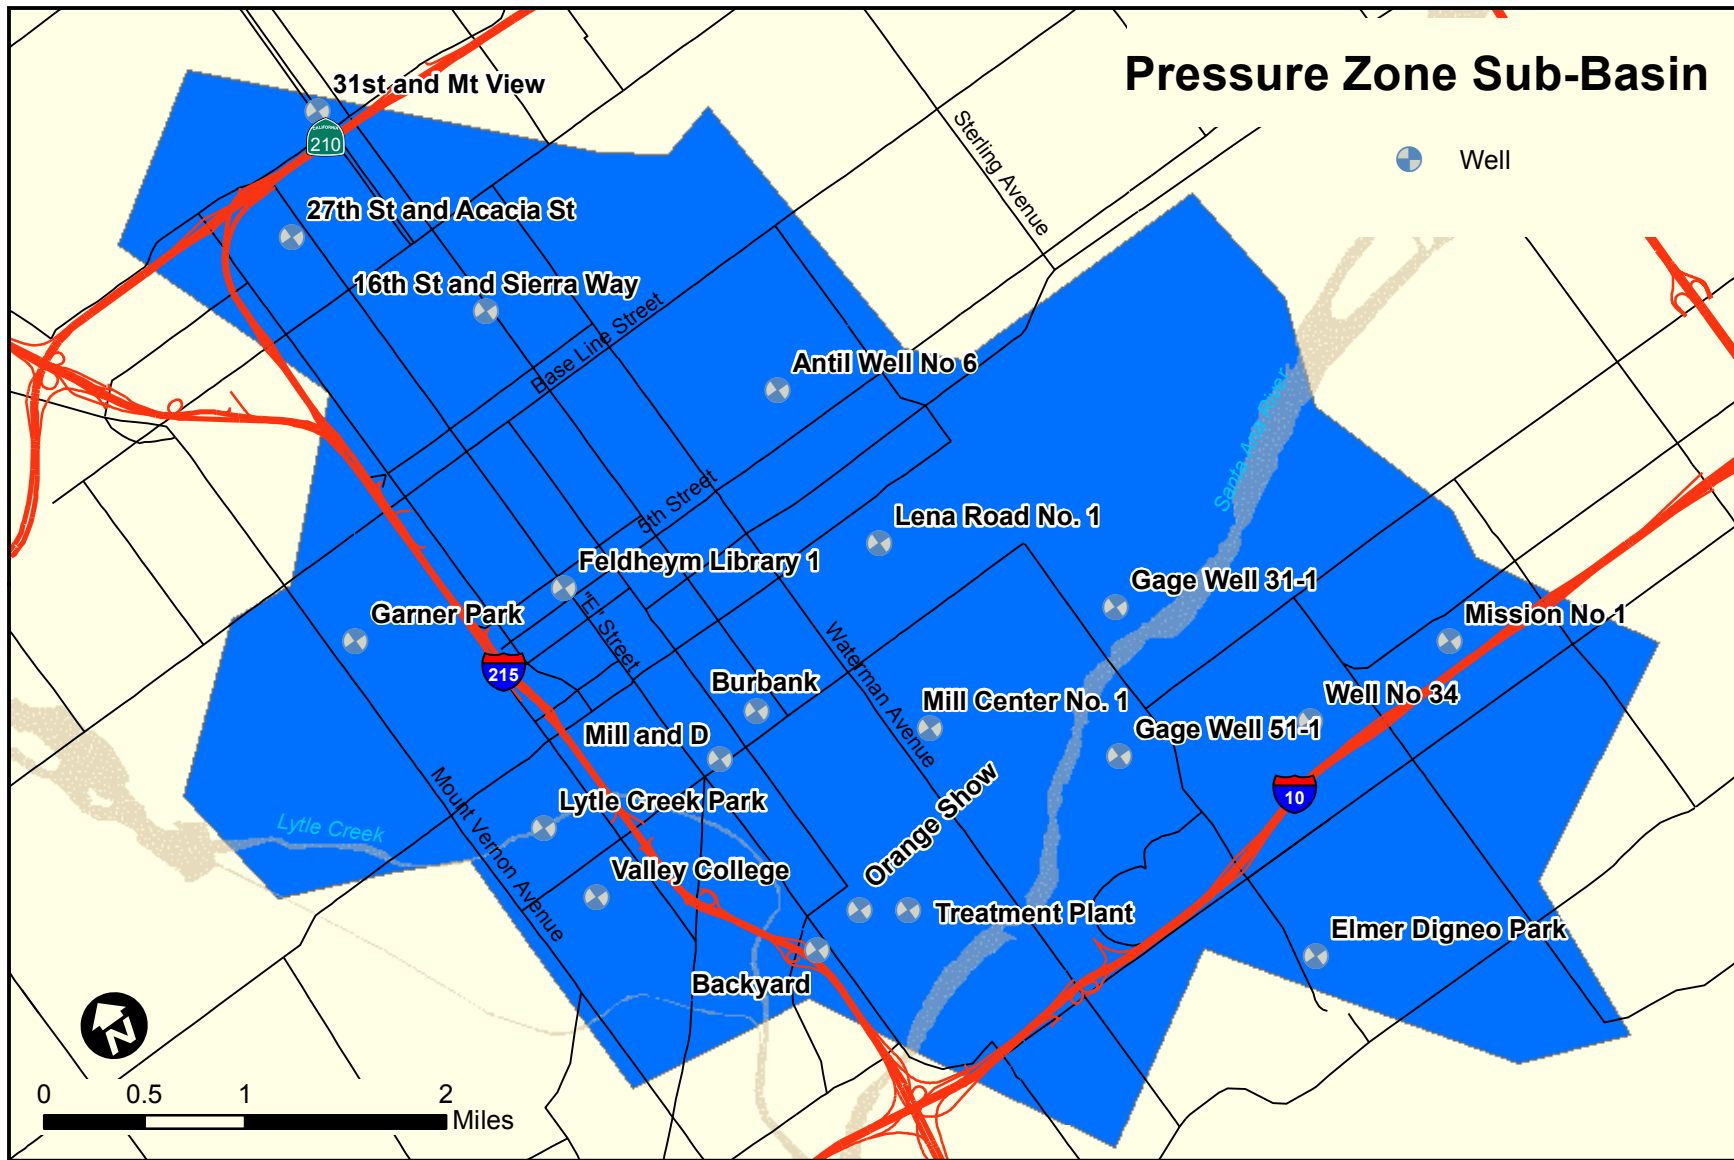 Pressure Zone Sub-Basin
Well
31st and Mt View
CALIFORNIA
210
Sterling Avenue
27th St and Acacia St
16th St and Sierra Way
Base Line Street
Antil Well No 6
Santa Ana River
5th Street
Lena Road No. 1
Feldheym Library 1
Gage Well 31-1
"E" Street
Garner Park
Mission No 1
Waterman Avenue
215
Burbank
Mill Center No. 1
Well No 34
Mill and D
Gage Well 51-1
Mount Vernon Avenue
Orange Show
10
Lytle Creek Park
Lytle Creek
Valley College
Treatment Plant
Elmer Digneo Park
Backyard
N
0 0.5 1 2
Miles